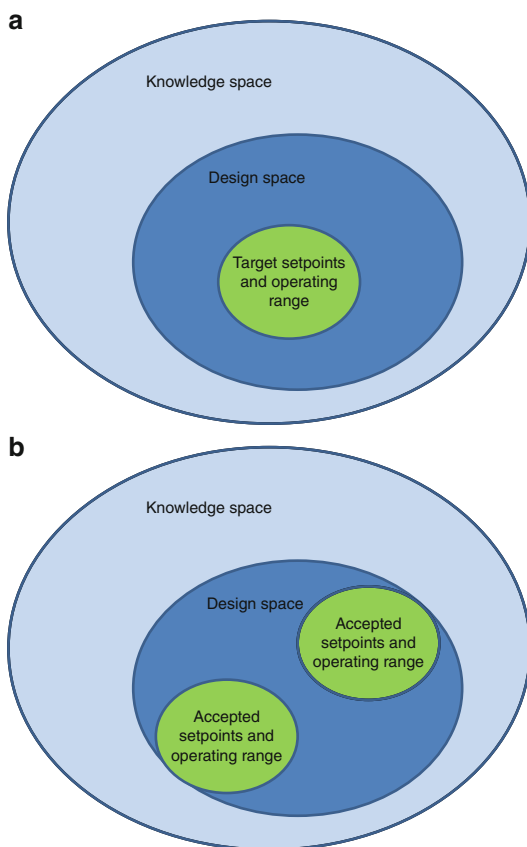 a
Knowledge space
Design space
Target setpoints
and operating
range
b
Knowledge space
Design space
Accepted
setpoints and
operating range
Accepted
setpoints and
operating range